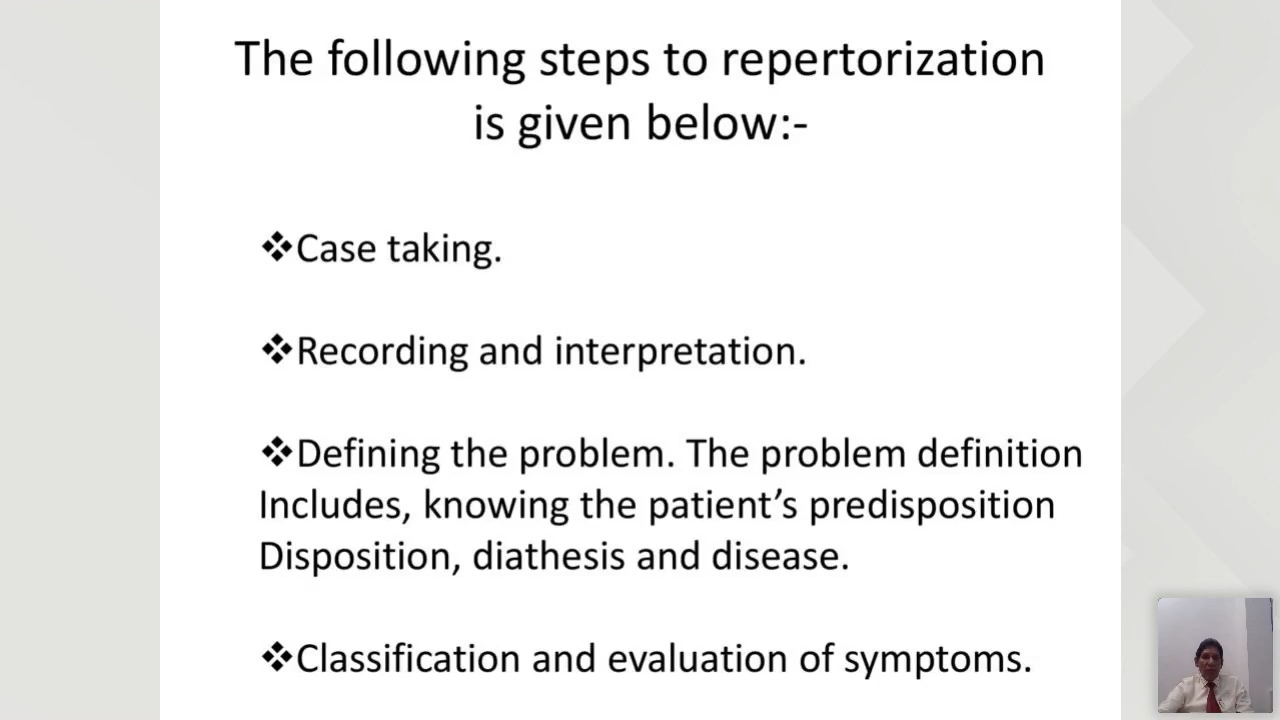 The following steps to repertorization
is given below:-
❖Case taking.
❖Recording and interpretation.
❖Defining the problem. The problem definition
Includes, knowing the patient’s predisposition
Disposition, diathesis and disease.
❖Classification and evaluation of symptoms.